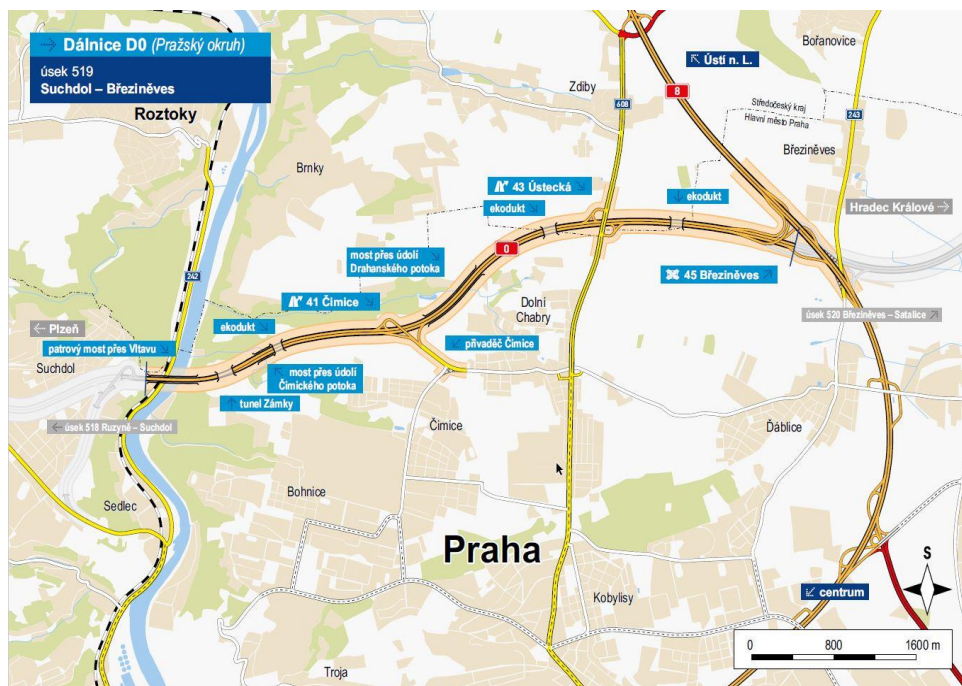 → Dálnice D0 (Pražský okruh)
úsek 519
Suchdol – Březiněves
Roztoky
Brnky
Zdiby
Bořanovice
↖ Ústí n. L.
8
608
243
Středočeský kraj
Hlavní město Praha
Březiněves
43 Ústecká ↘
ekodukt ↘
↓ ekodukt
Hradec Králové →
0
most přes údolí
Drahanského potoka ↘
242
45 Březiněves ↗
41 Čimice ↘
Dolní
Chabry
úsek 520 Březiněves – Satalice ↗
← Plzeň
ekodukt ↘
↙ přivaděč Čimice
patrový most přes Vltavu ↘
Suchdol
↖ most přes údolí
Čimického potoka
↑ tunel Zámky
← úsek 518 Ruzyně – Suchdol
Čimice
Ďáblice
Bohnice
Sedlec
Praha
S
Kobylisy
↙ centrum
0 800 1600 m
Troja